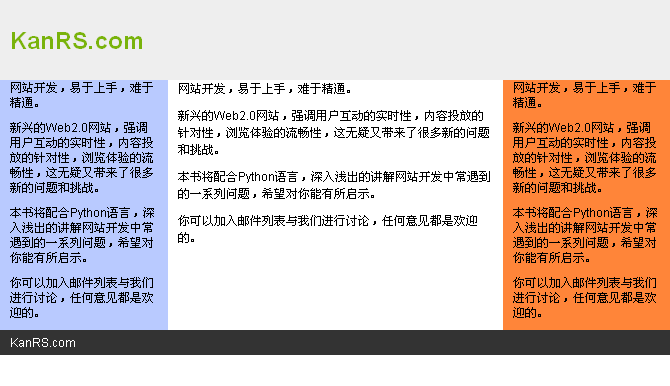 KanRS.com
网站开发，易于上手，难于
精通。
新兴的Web2.0网站，强调
用户互动的实时性，内容投放
的针对性，浏览体验的流
畅性，这无疑又带来了很多
新的问题和挑战。
本书将配合Python语言，深
入浅出的讲解网站开发中常
遇到的一系列问题，希望对
你能有所启示。
你可以加入邮件列表与我们
进行讨论，任何意见都是欢
迎的。
网站开发，易于上手，难于精通。
新兴的Web2.0网站，强调用户互动的实时性，内容投放的
针对性，浏览体验的流畅性，这无疑又带来了很多新的问题
和挑战。
本书将配合Python语言，深入浅出的讲解网站开发中常遇到
的一系列问题，希望对你能有所启示。
你可以加入邮件列表与我们进行讨论，任何意见都是欢迎
的。
网站开发，易于上手，难于
精通。
新兴的Web2.0网站，强调
用户互动的实时性，内容投
放的针对性，浏览体验的流
畅性，这无疑又带来了很多
新的问题和挑战。
本书将配合Python语言，深
入浅出的讲解网站开发中常
遇到的一系列问题，希望对
你能有所启示。
你可以加入邮件列表与我们
进行讨论，任何意见都是欢
迎的。
KanRS.com